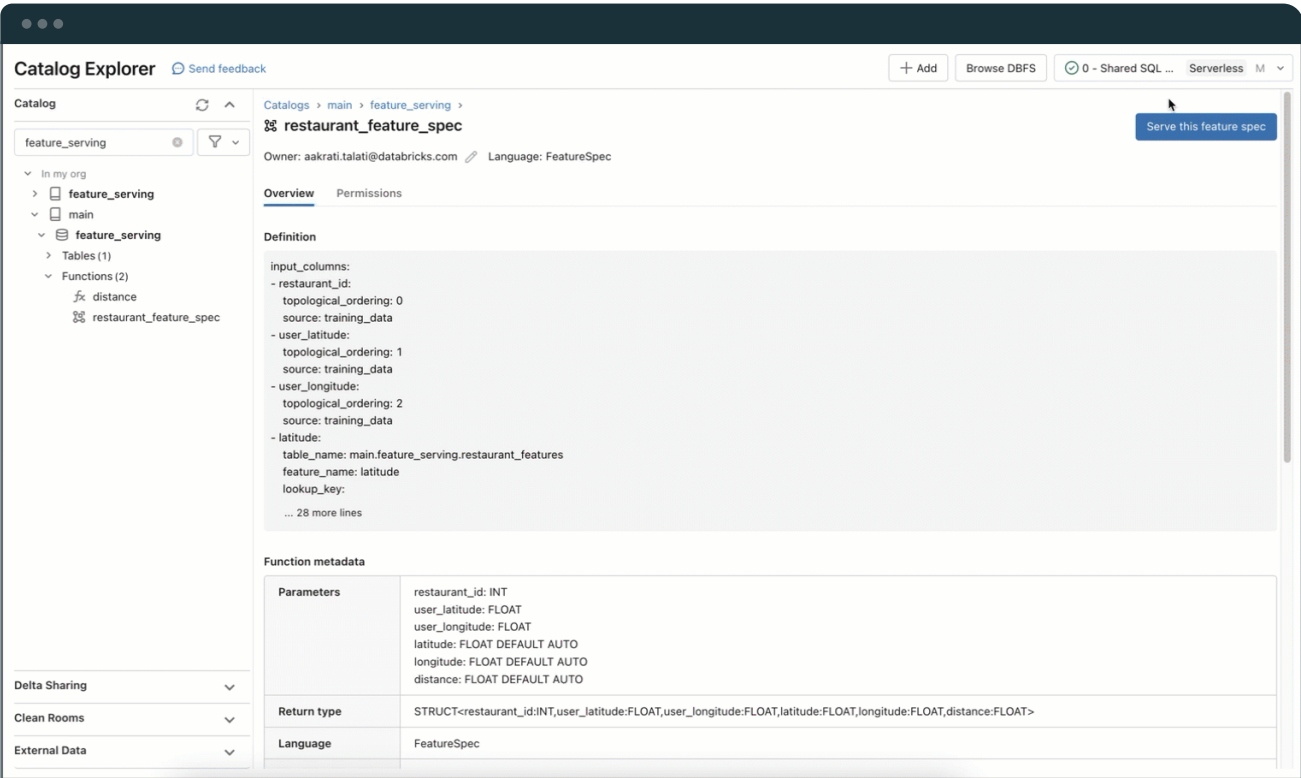 Catalog Explorer Send feedback
+ Add Browse DBFS 0 - Shared SQL ... Serverless M
Catalog
feature_serving
In my org
feature_serving
main
feature_serving
Tables (1)
Functions (2)
fx distance
restaurant_feature_spec
Delta Sharing
Clean Rooms
External Data
Catalogs > main > feature_serving >
restaurant_feature_spec
Serve this feature spec
Owner: aakrati.talati@databricks.com Language: FeatureSpec
Overview Permissions
Definition
input_columns:
- restaurant_id:
topological_ordering: 0
source: training_data
- user_latitude:
topological_ordering: 1
source: training_data
- user_longitude:
topological_ordering: 2
source: training_data
- latitude:
table_name: main.feature_serving.restaurant_features
feature_name: latitude
lookup_key:
... 28 more lines
Function metadata
Parameters
restaurant_id: INT
user_latitude: FLOAT
user_longitude: FLOAT
latitude: FLOAT DEFAULT AUTO
longitude: FLOAT DEFAULT AUTO
distance: FLOAT DEFAULT AUTO
Return type STRUCT<restaurant_id:INT,user_latitude:FLOAT,user_longitude:FLOAT,latitude:FLOAT,longitude:FLOAT,distance:FLOAT>
Language FeatureSpec